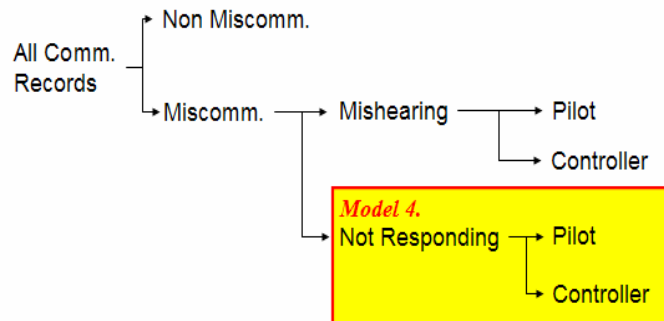 Non Miscomm.
All Comm.
Records
Miscomm.
Mishearing
Pilot
Controller
Model 4.
Not Responding
Pilot
Controller